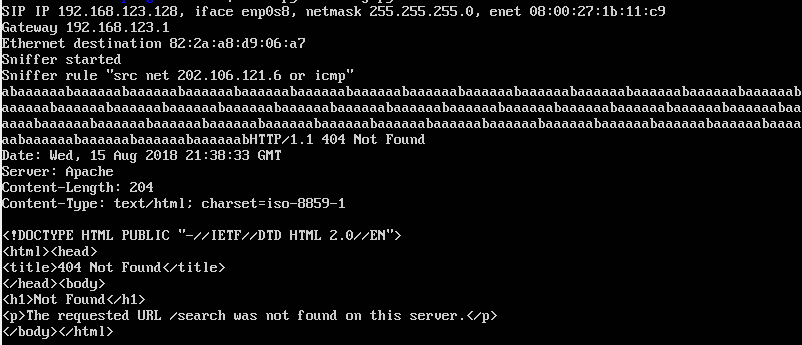 SIP IP 192.168.123.128, iface enp0s8, netmask 255.255.255.0, enet 08:00:27:1b:11:c9
Gateway 192.168.123.1
Ethernet destination 82:2a:a8:d9:06:a7
Sniffer started
Sniffer rule "src net 202.106.121.6 or icmp"
abaaaaaabaaaaaabaaaaaabaaaaaabaaaaaabaaaaaabaaaaaabaaaaaabaaaaaabaaaaaabaaaaaabaaaaaabaaaaaabaaaaaab
aaaaaabaaaaaabaaaaaabaaaaaabaaaaaabaaaaaabaaaaaabaaaaaabaaaaaabaaaaaabaaaaaabaaaaaabaaaaaabaaaaaabaa
aaaabaaaaaabaaaaaabaaaaaabaaaaaabaaaaaabaaaaaabaaaaaabaaaaaabaaaaaabaaaaaabaaaaaabaaaaaabaaaaaabaaaa
aabaaaaaabaaaaaabaaaaaabaaaaaabHTTP/1.1 404 Not Found
Date: Wed, 15 Aug 2018 21:38:33 GMT
Server: Apache
Content-Length: 204
Content-Type: text/html; charset=iso-8859-1
<!DOCTYPE HTML PUBLIC "-//IETF//DTD HTML 2.0//EN">
<html><head>
<title>404 Not Found</title>
</head><body>
<h1>Not Found</h1>
<p>The requested URL /search was not found on this server.</p>
</body></html>